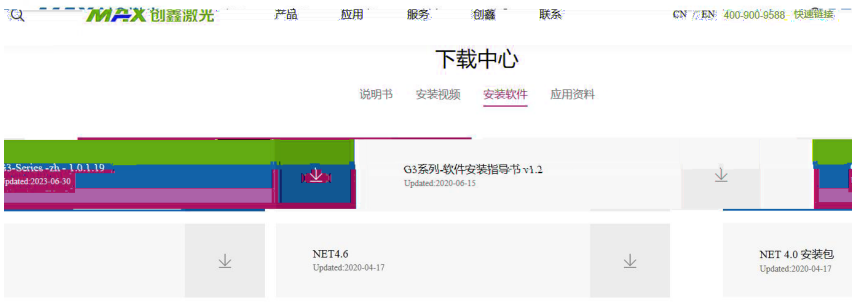 MAX 创鑫激光 产品 应用 服务 创鑫 联系 CN / EN 400-900-9588 快速链接
下载中心
说明书 安装视频 安装软件 应用资料
G3-Series -zh - 1.0.1.19 G3系列-软件安装指导书 v1.2
Updated:2023-06-30 Updated:2020-06-15
NET4.6 NET 4.0 安装包
Updated:2020-04-17 Updated:2020-04-17